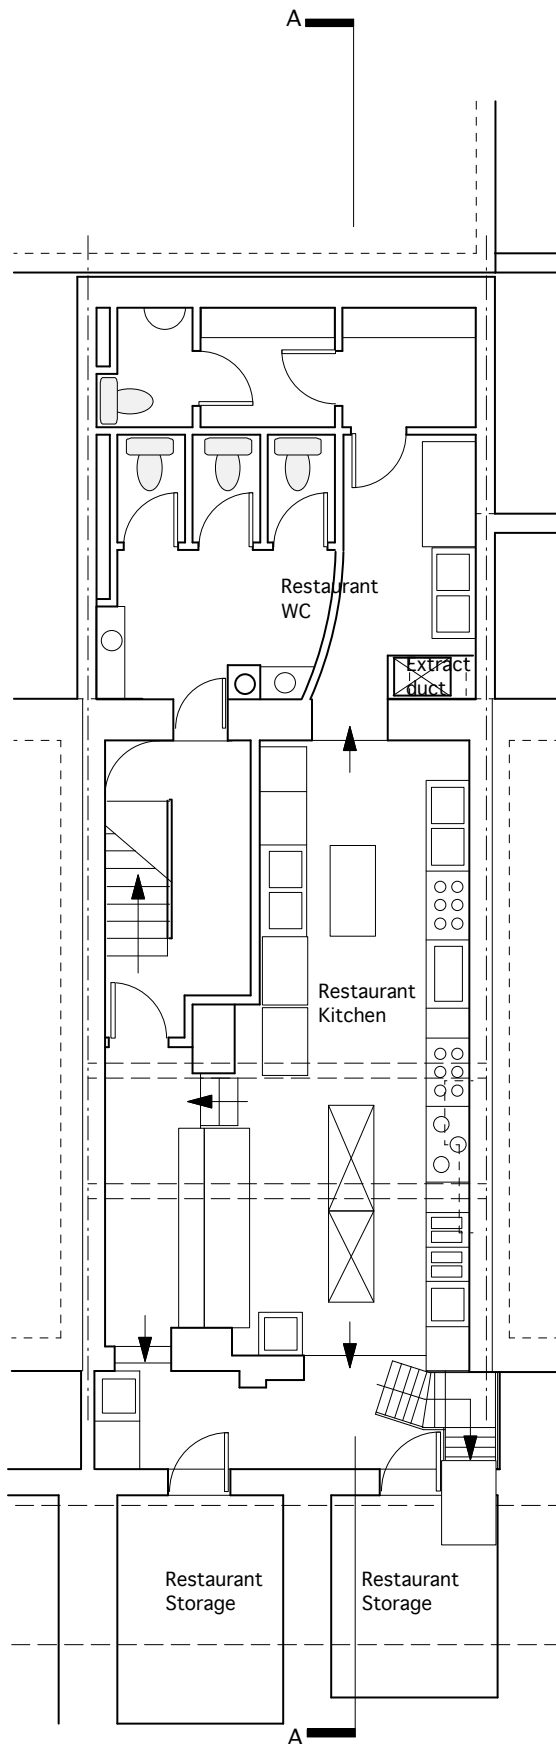 A
Restaurant
WC
Extract
duct
Restaurant
Kitchen
Restaurant
Storage
Restaurant
Storage
A